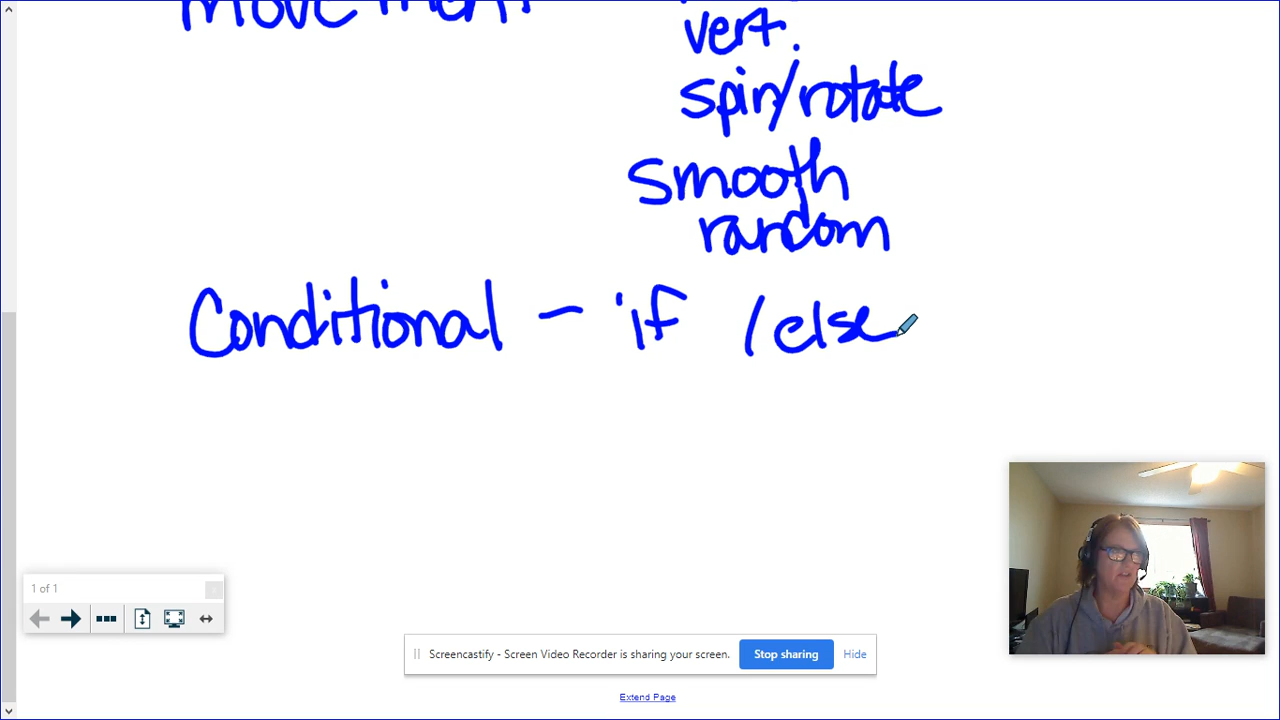 movement
vert.
spin/rotate
smooth
random
Conditional - if /else
1 of 1
Screencastify - Screen Video Recorder is sharing your screen.
Stop sharing
Hide
Extend Page